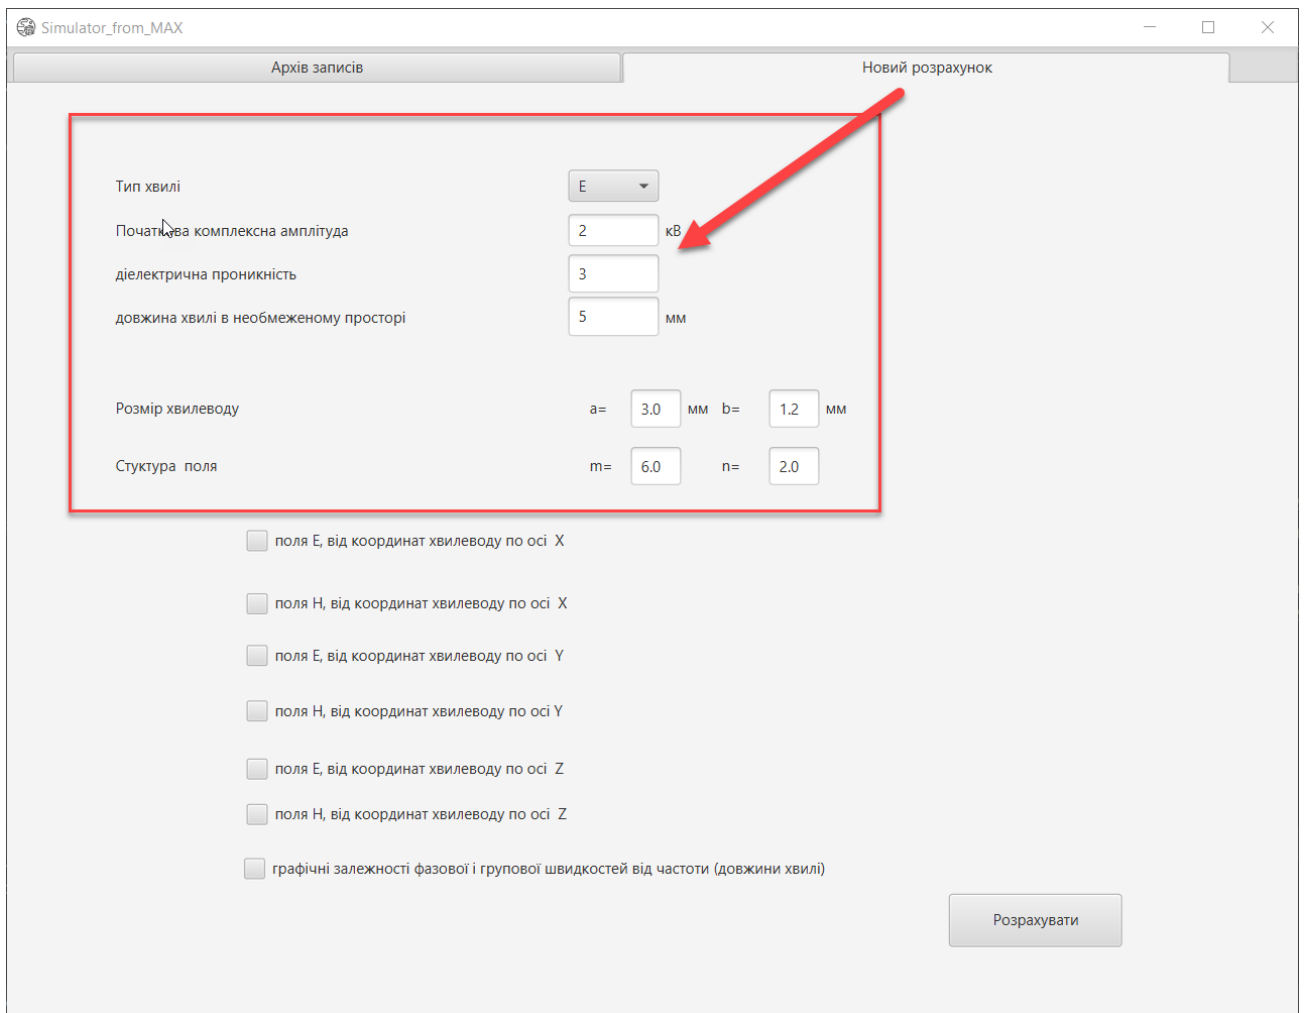 Simulator_from_MAX
Архів записів
Новий розрахунок
Тип хвилі E
Початкова комплексна амплітуда 2 кВ
діелектрична проникність 3
довжина хвилі в необмеженому просторі 5 мм
Розмір хвилеводу a= 3.0 мм b= 1.2 мм
Стуктура поля m= 6.0 n= 2.0
поля E, від координат хвилеводу по осі X
поля H, від координат хвилеводу по осі X
поля E, від координат хвилеводу по осі Y
поля H, від координат хвилеводу по осі Y
поля E, від координат хвилеводу по осі Z
поля H, від координат хвилеводу по осі Z
графічні залежності фазової і групової швидкостей від частоти (довжини хвилі)
Розрахувати